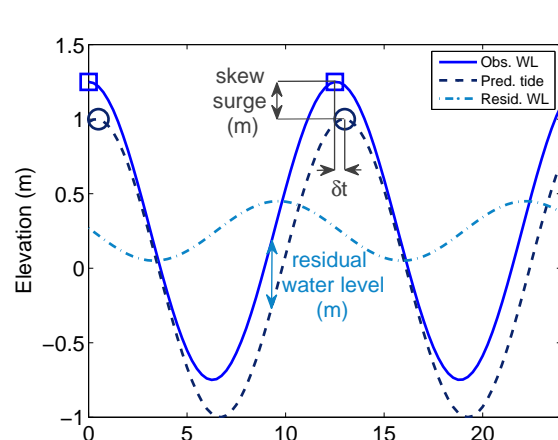 1.5
1
0.5
0
-0.5
-1
Elevation (m)
0
5
10
15
20
skew
surge
(m)
δt
residual
water level
(m)
Obs. WL
Pred. tide
Resid. WL